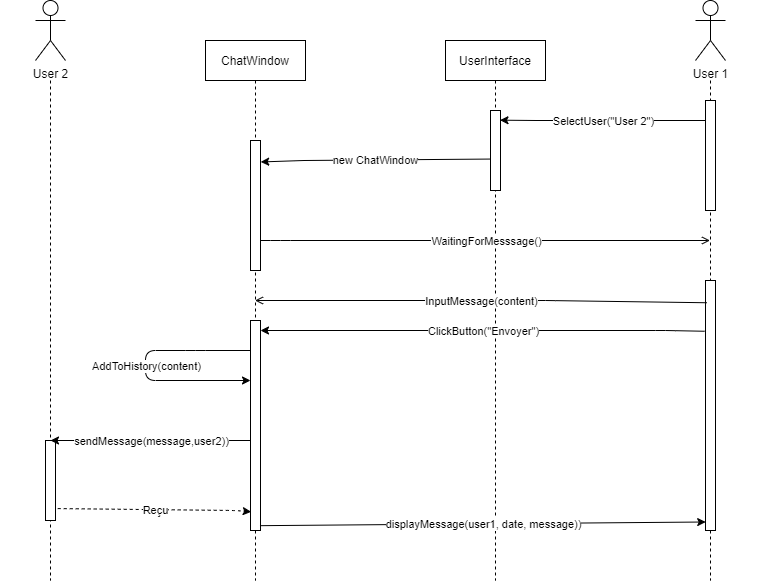 User 2
ChatWindow
UserInterface
User 1
SelectUser("User 2")
new ChatWindow
WaitingForMesssage()
InputMessage(content)
ClickButton("Envoyer")
AddToHistory(content)
sendMessage(message,user2))
Reçu
displayMessage(user1, date, message))